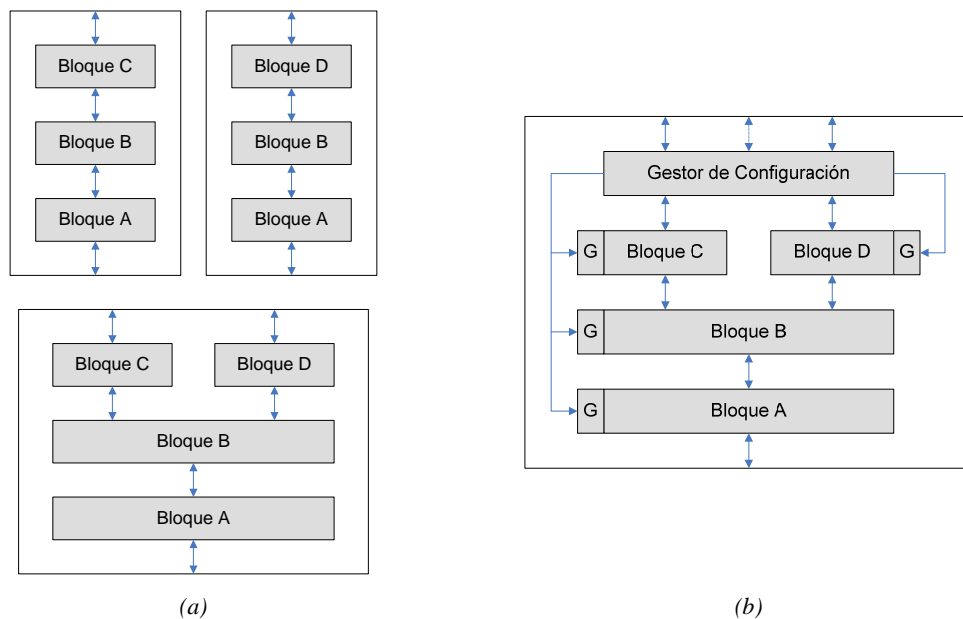 Bloque C
Bloque B
Bloque A
Bloque D
Bloque B
Bloque A
Bloque C Bloque D
Bloque B
Bloque A
(a)
Gestor de Configuración
G Bloque C Bloque D G
G Bloque B
G Bloque A
(b)